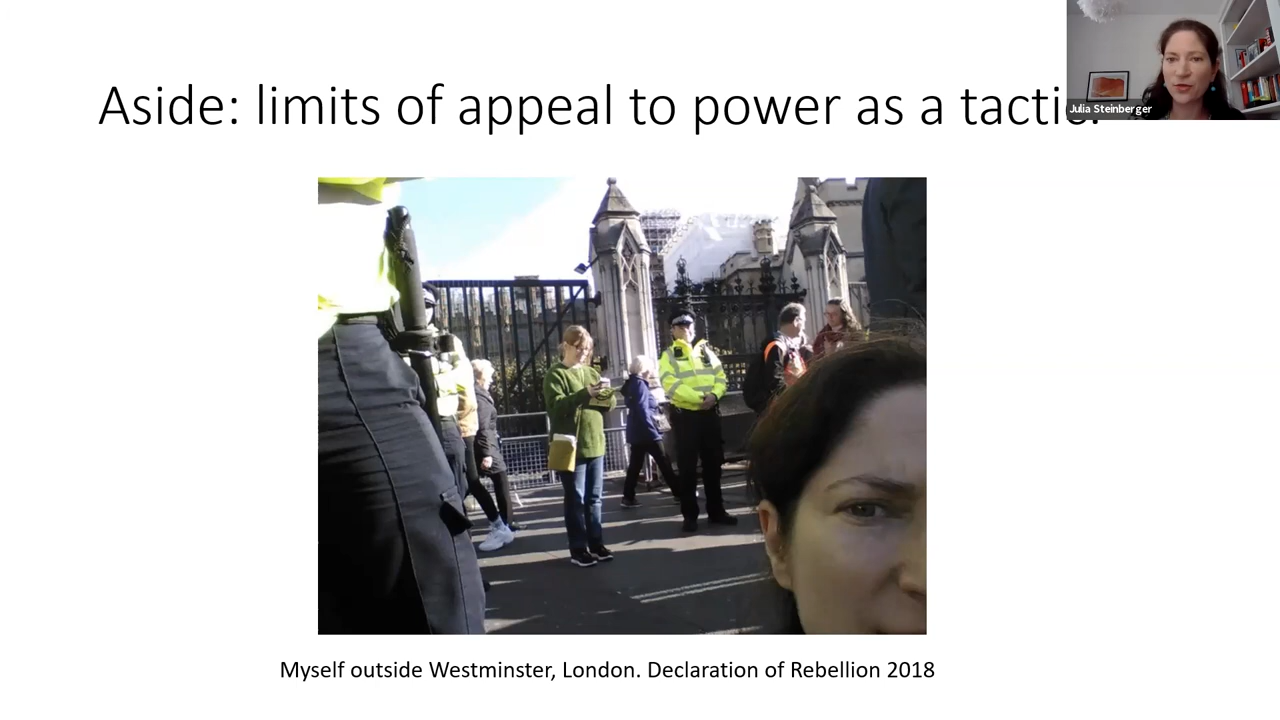 Aside: limits of appeal to power as a tactic.
Julia Steinberger
Myself outside Westminster, London. Declaration of Rebellion 2018